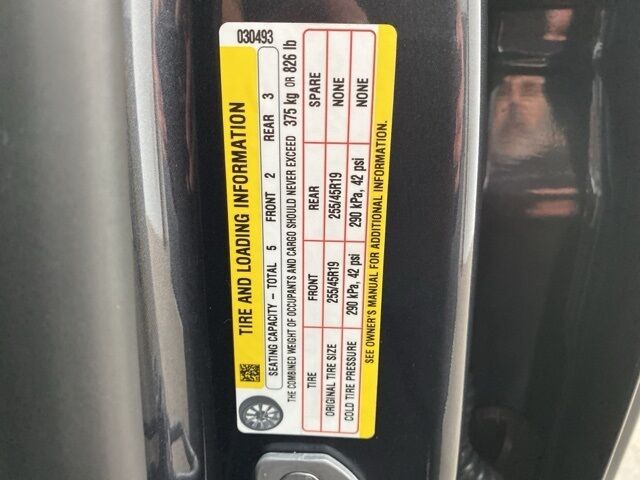 030493
TIRE AND LOADING INFORMATION
SEATING CAPACITY - TOTAL 5 FRONT 2 REAR 3
THE COMBINED WEIGHT OF OCCUPANTS AND CARGO SHOULD NEVER EXCEED 375 kg OR 826 lb
TIRE FRONT REAR SPARE
ORIGINAL TIRE SIZE 255/45R19 255/45R19 NONE
COLD TIRE PRESSURE 290 kPa, 42 psi 290 kPa, 42 psi NONE
SEE OWNER'S MANUAL FOR ADDITIONAL INFORMATION.